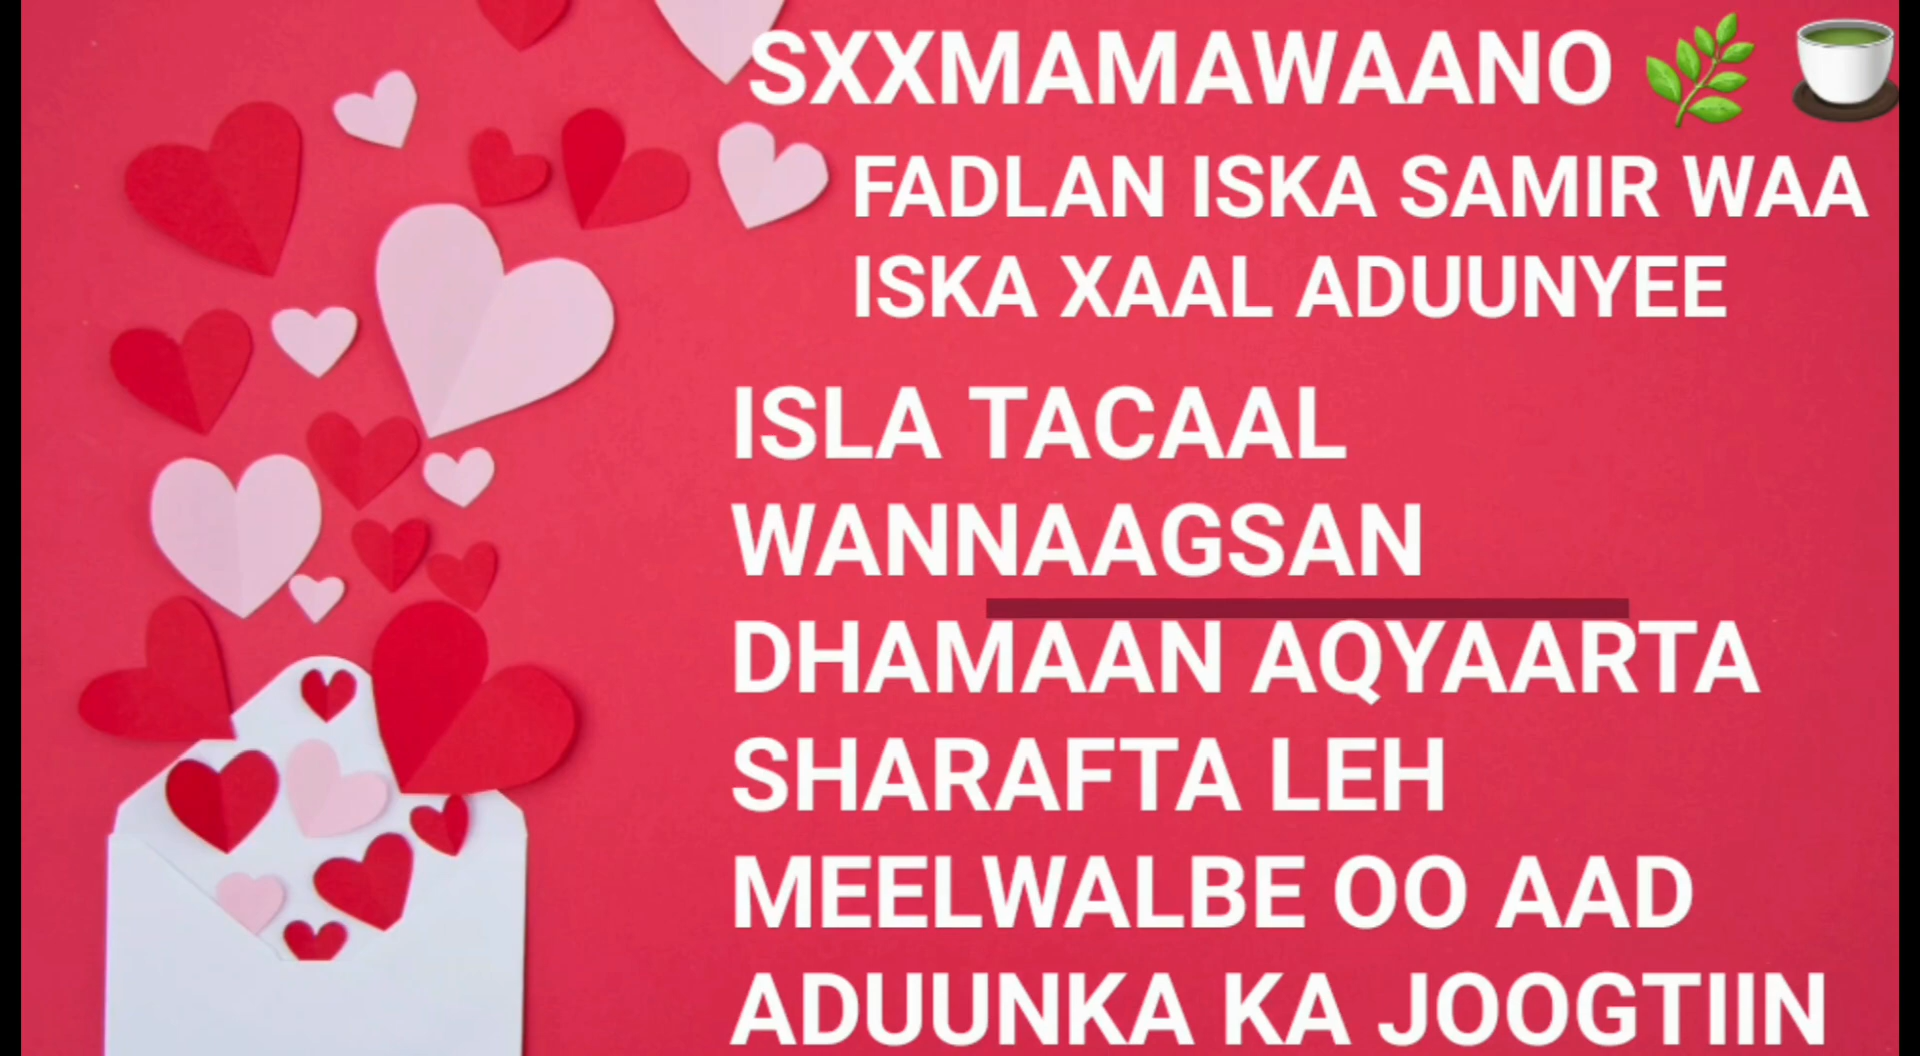 SXXMAMAWAANO 🌿 🍵
FADLAN ISKA SAMIR WAA
ISKA XAAL ADUUNYEE
ISLA TACAAL
WANNAAGSAN
DHAMAAN AQYAARTA
SHARAFTA LEH
MEELWALBE OO AAD
ADUUNKA KA JOOGTIIN